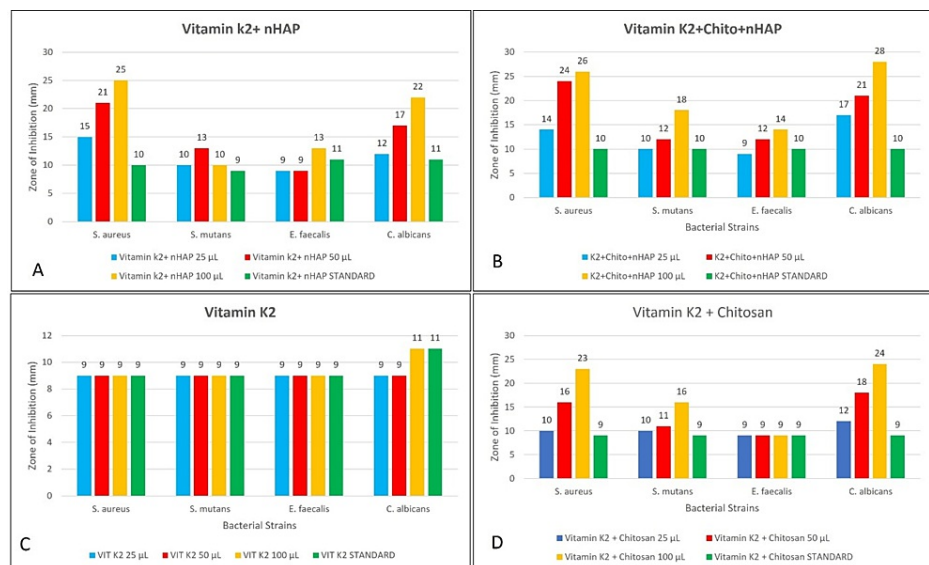 Vitamin k2+ nHAP
Zone of Inhibition (mm)
30
25
20
15
10
5
0
15 21 25 10
10 13 10 9
9 9 13 11
12 17 22 11
S. aureus S. mutans E. faecalis C. albicans
Vitamin k2+ nHAP 25 µL Vitamin k2+ nHAP 50 µL
Vitamin k2+ nHAP 100 µL Vitamin k2+ nHAP STANDARD
A
Vitamin K2+Chito+nHAP
Zone of Inhibition (mm)
30
25
20
15
10
5
0
14 24 26 10
10 12 18 10
9 12 14 10
17 21 28 10
S. aureus S. mutans E. faecalis C. albicans
Bacterial Strains
K2+Chito+nHAP 25 µL K2+Chito+nHAP 50 µL
K2+Chito+nHAP 100 µL K2+Chito+nHAP STANDARD
B
Vitamin K2
Zone of Inhibition (mm)
12
10
8
6
4
2
0
9 9 9 9
9 9 9 9
9 9 9 9
9 9 11 11
S. aureus S. mutans E. faecalis C. albicans
Bacterial Strains
VIT K2 25 µL VIT K2 50 µL VIT K2 100 µL VIT K2 STANDARD
C
Vitamin K2 + Chitosan
Zone of Inhibition (mm)
30
25
20
15
10
5
0
10 16 23 9
10 11 16 9
9 9 9 9
12 18 24 9
S. aureus S. mutans E. faecalis C. albicans
Bacterial Strains
Vitamin K2 + Chitosan 25 µL Vitamin K2 + Chitosan 50 µL
Vitamin K2 + Chitosan 100 µL Vitamin K2 + Chitosan STANDARD
D